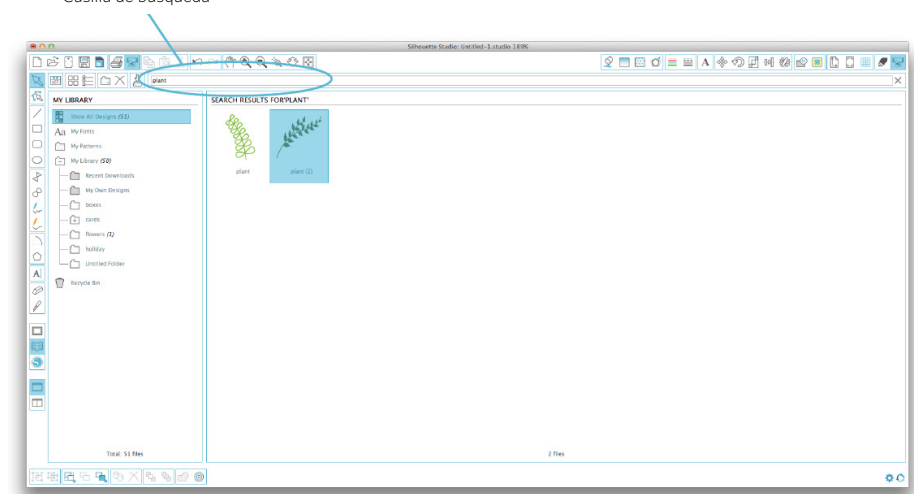 Casilla de búsqueda
Silhouette Studio: Untitled-1.studio 189%
plant
MY LIBRARY
SEARCH RESULTS FOR'PLANT'
Show All Designs (51)
Aa My Fonts
My Patterns
My Library (50)
Recent Downloads
My Own Designs
boxes
cards
flowers (1)
holiday
Untitled Folder
Recycle Bin
plant
plant (2)
Total: 51 files
2 files